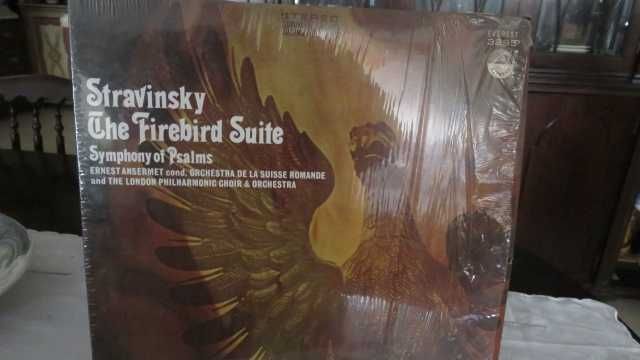 STEREO
EVEREST
Stravinsky
The Firebird Suite
Symphony of Psalms
ERNEST ANSERMET cond. ORCHESTRA DE LA SUISSE ROMANDE
and THE LONDON PHILHARMONIC CHOIR & ORCHESTRA